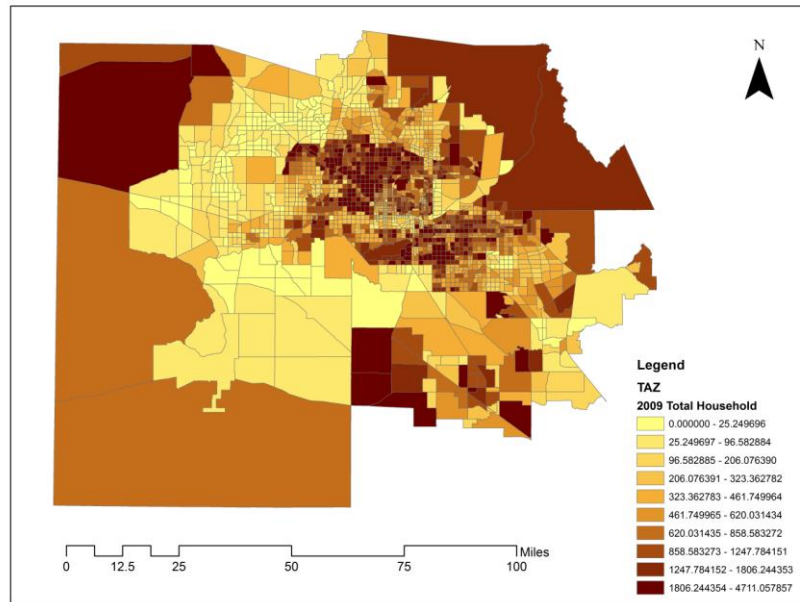 N
Legend
TAZ
2009 Total Household
0.000000 - 25.249696
25.249697 - 96.582884
96.582885 - 206.076390
206.076391 - 323.362782
323.362783 - 461.749964
461.749965 - 620.031434
620.031435 - 858.583272
858.583273 - 1247.784151
1247.784152 - 1806.244353
1806.244354 - 4711.057857
Miles
0 12.5 25 50 75 100